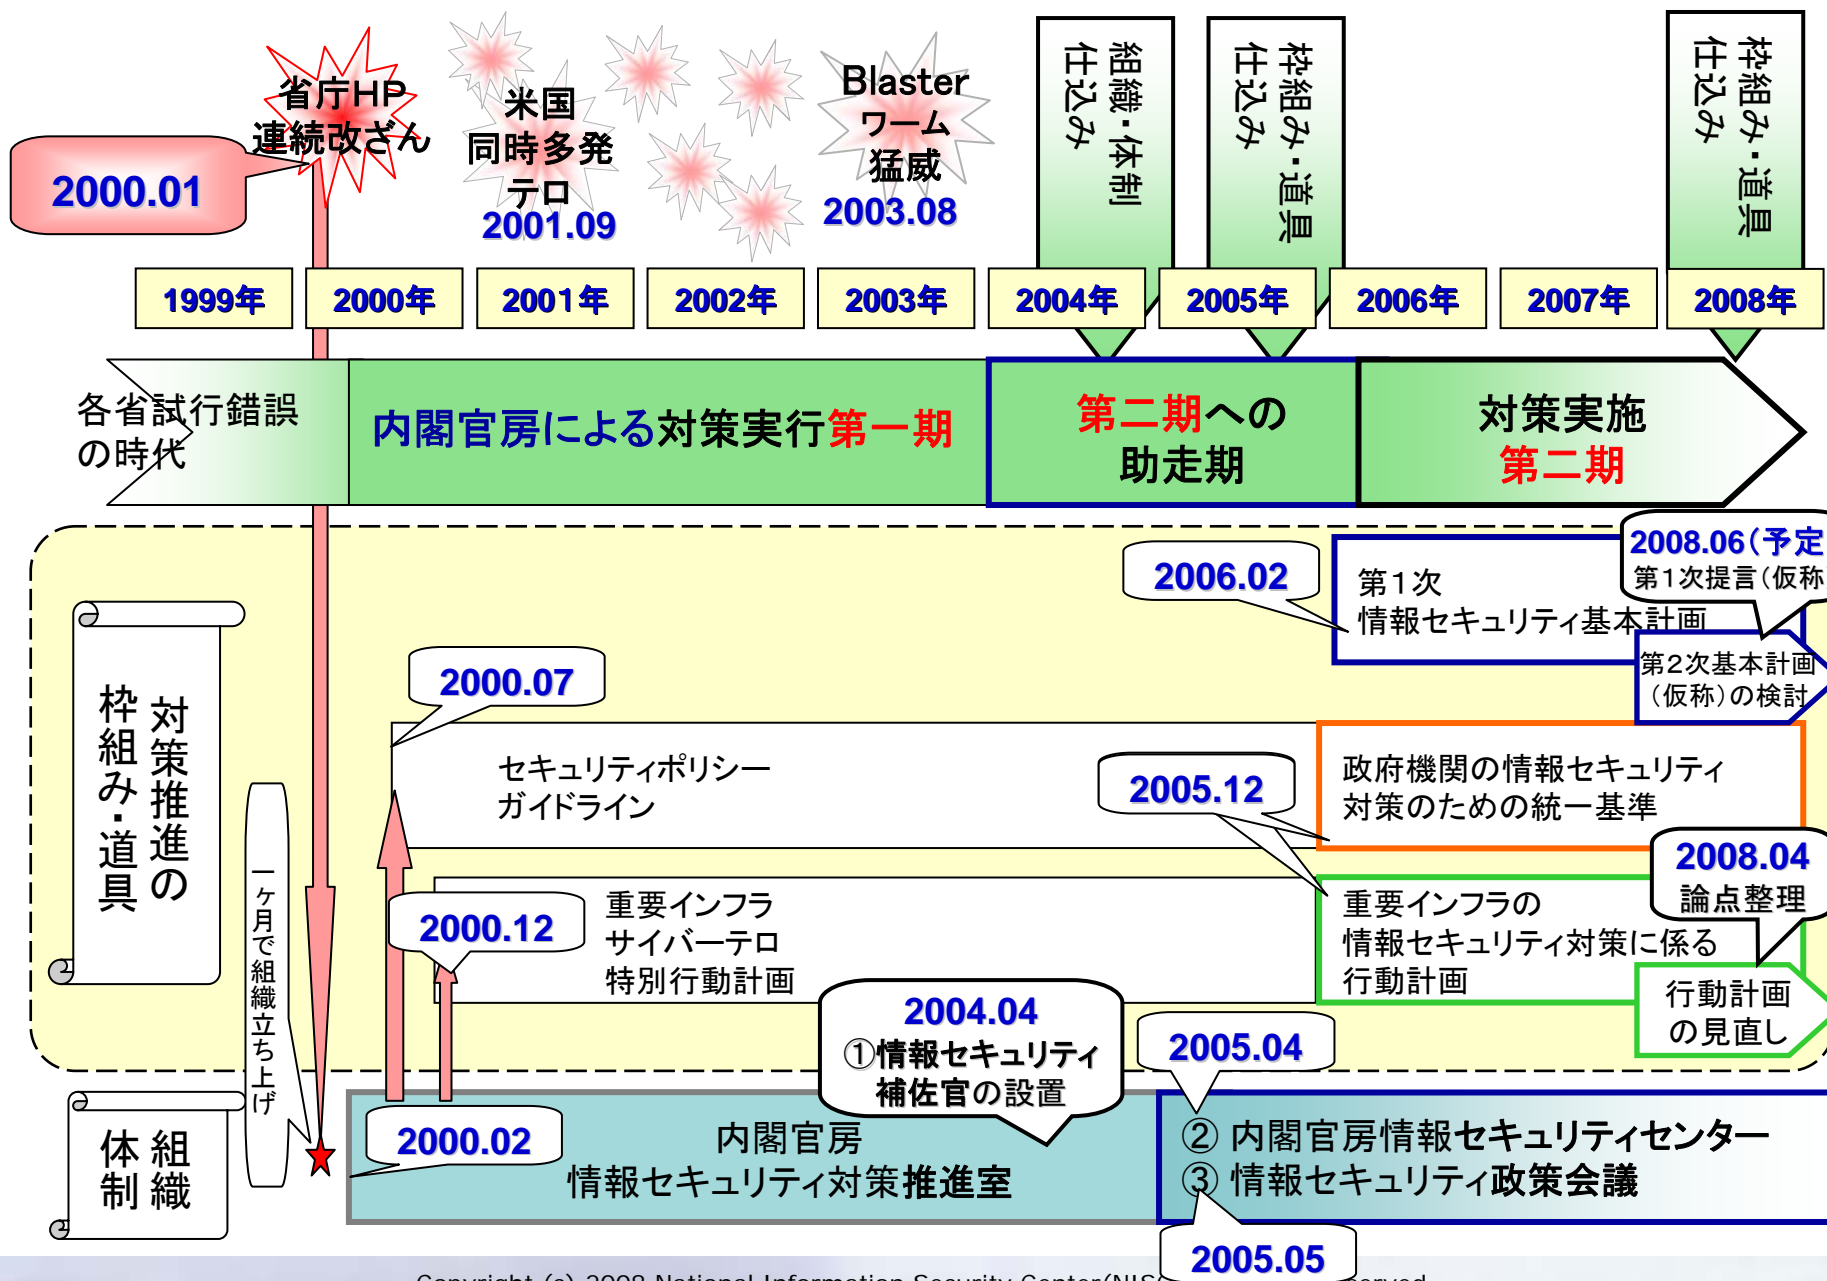 省庁HP
連続改ざん
2000.01
米国
同時多発
テロ
2001.09
Blaster
ワーム
猛威
2003.08
組織・体制
仕込み
枠組み・道具
仕込み
枠組み・道具
仕込み
1999年
2000年
2001年
2002年
2003年
2004年
2005年
2006年
2007年
2008年
各省試行錯誤
の時代
内閣官房による対策実行第一期
第二期への
助走期
対策実施
第二期
対策推進の
枠組み・道具
2006.02
第1次
情報セキュリティ基本計画
2008.06(予定
第1次提言(仮称
第2次基本計画
(仮称)の検討
2000.07
セキュリティポリシー
ガイドライン
2005.12
政府機関の情報セキュリティ
対策のための統一基準
2000.12
重要インフラ
サイバーテロ
特別行動計画
重要インフラの
情報セキュリティ対策に係る
行動計画
2008.04
論点整理
行動計画
の見直し
一ヶ月で組織立ち上げ
組織
体制
2000.02
内閣官房
情報セキュリティ対策推進室
2004.04
①情報セキュリティ
補佐官の設置
2005.04
② 内閣官房情報セキュリティセンター
③ 情報セキュリティ政策会議
2005.05
Copyright (c) 2008 National Information Security Center(NIS